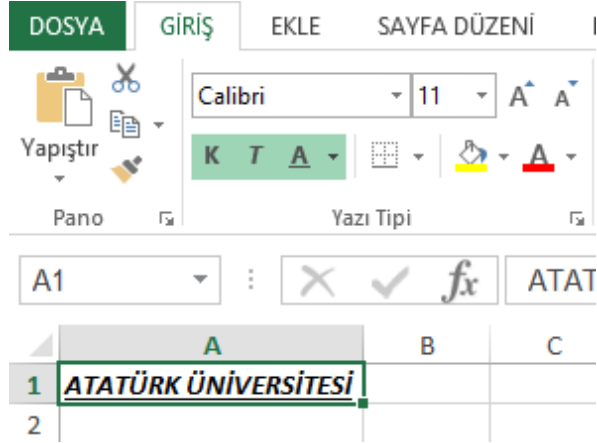 DOSYA GİRİŞ EKLE SAYFA DÜZENİ
Calibri 11 A A
Yapıştır K T A A
Pano Yazı Tipi
A1 fx ATAT
A B C
1 ATATÜRK ÜNİVERSİTESİ
2